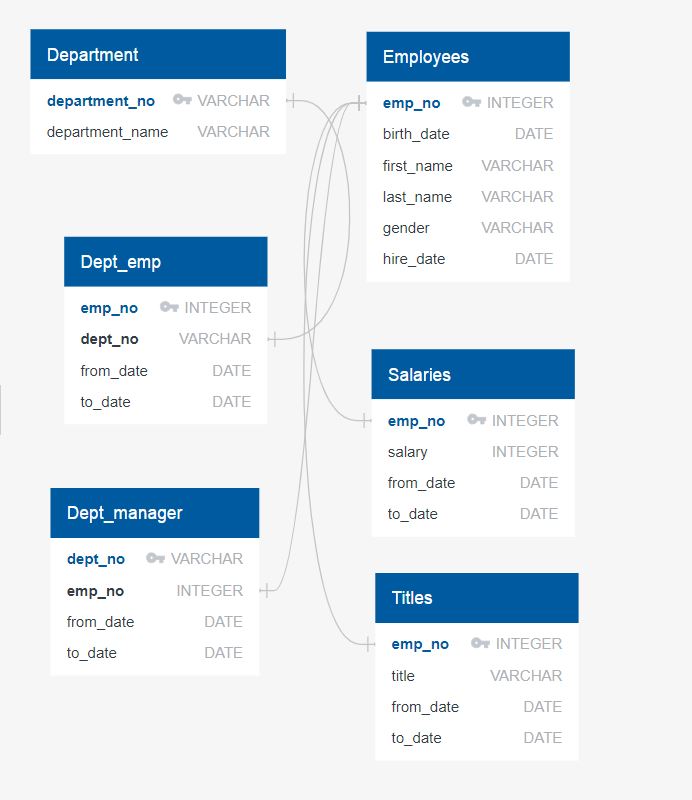 Department
department_no VARCHAR
department_name VARCHAR
Employees
emp_no INTEGER
birth_date DATE
first_name VARCHAR
last_name VARCHAR
gender VARCHAR
hire_date DATE
Dept_emp
emp_no INTEGER
dept_no VARCHAR
from_date DATE
to_date DATE
Salaries
emp_no INTEGER
salary INTEGER
from_date DATE
to_date DATE
Dept_manager
dept_no VARCHAR
emp_no INTEGER
from_date DATE
to_date DATE
Titles
emp_no INTEGER
title VARCHAR
from_date DATE
to_date DATE